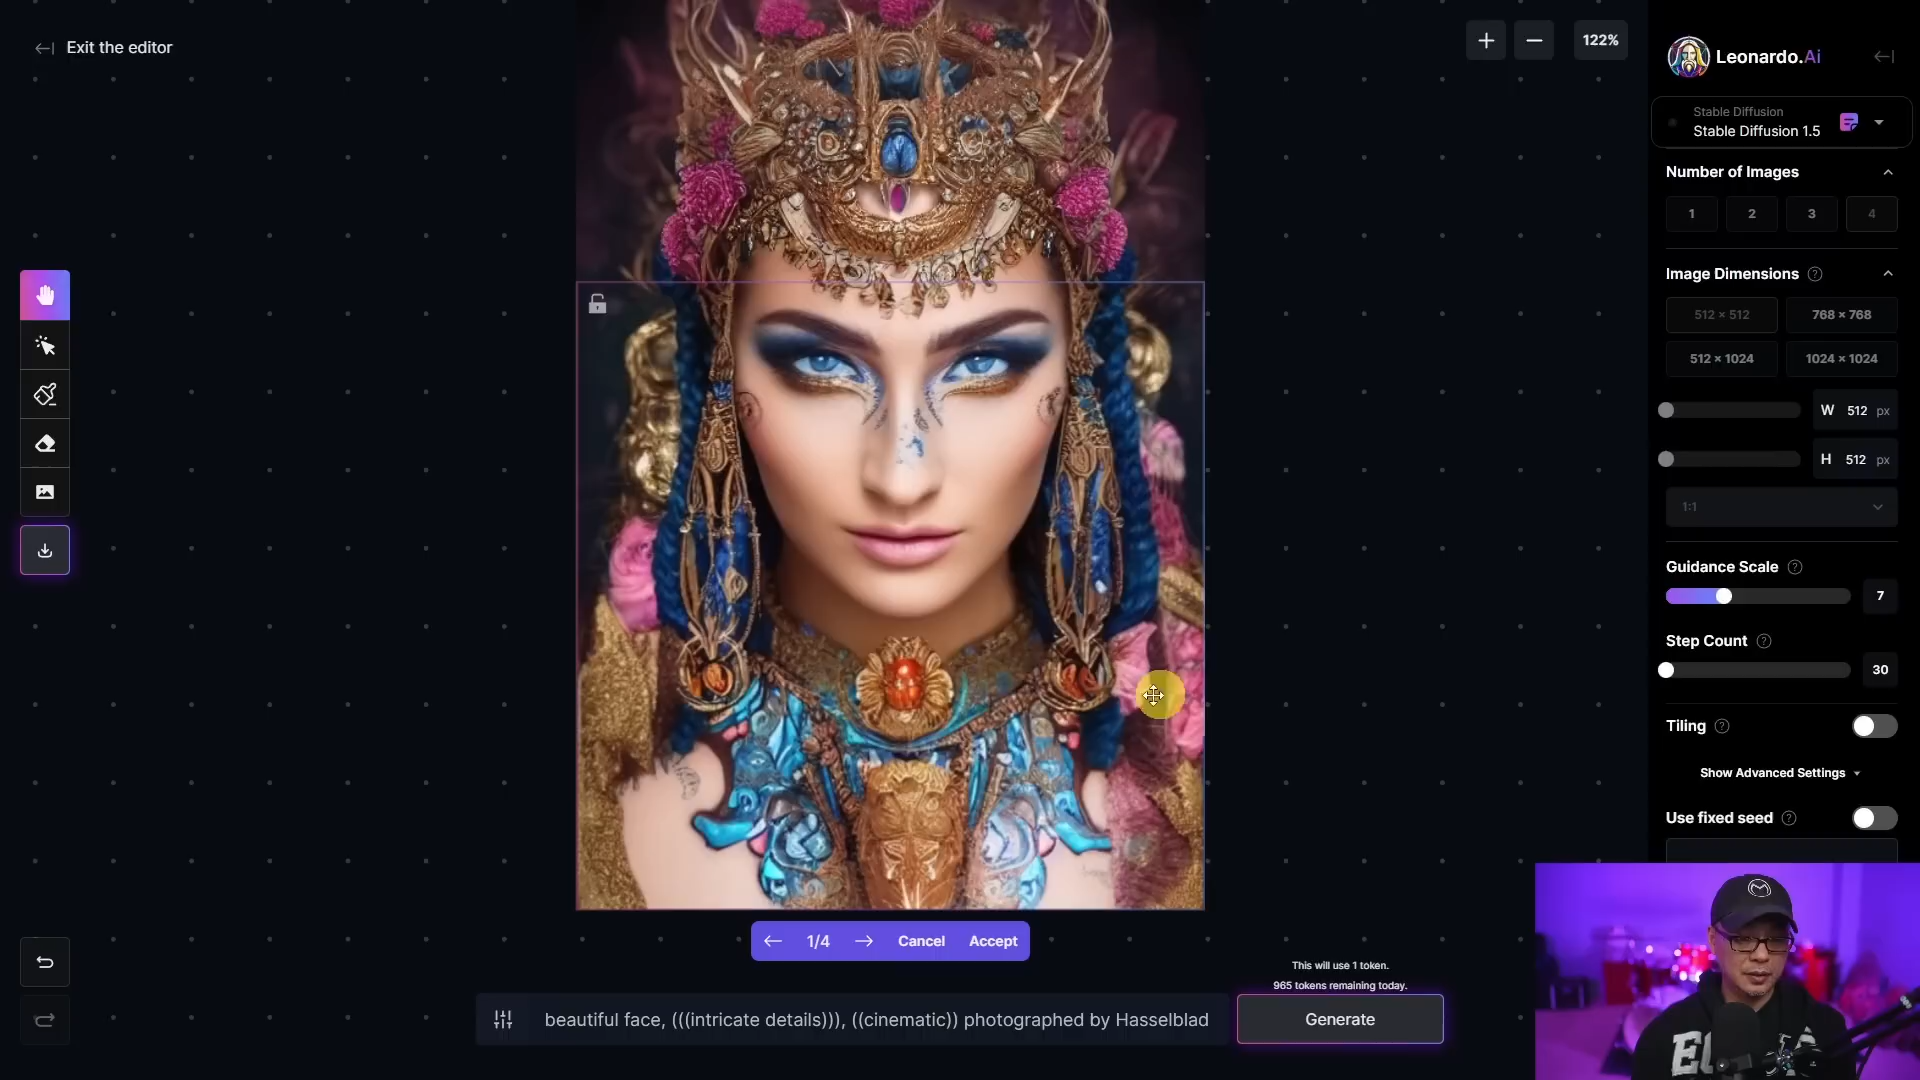 Exit the editor
122%
Leonardo.Ai
Stable Diffusion
Stable Diffusion 1.5
Number of Images
1 2 3 4
Image Dimensions ?
512 × 512 768 × 768
512 × 1024 1024 × 1024
W 512 px
H 512 px
1:1
Guidance Scale ?
7
Step Count ?
30
Tiling ?
Show Advanced Settings
Use fixed seed ?
1/4 Cancel Accept
This will use 1 token.
965 tokens remaining today.
beautiful face, (((intricate details))), ((cinematic)) photographed by Hasselblad
Generate